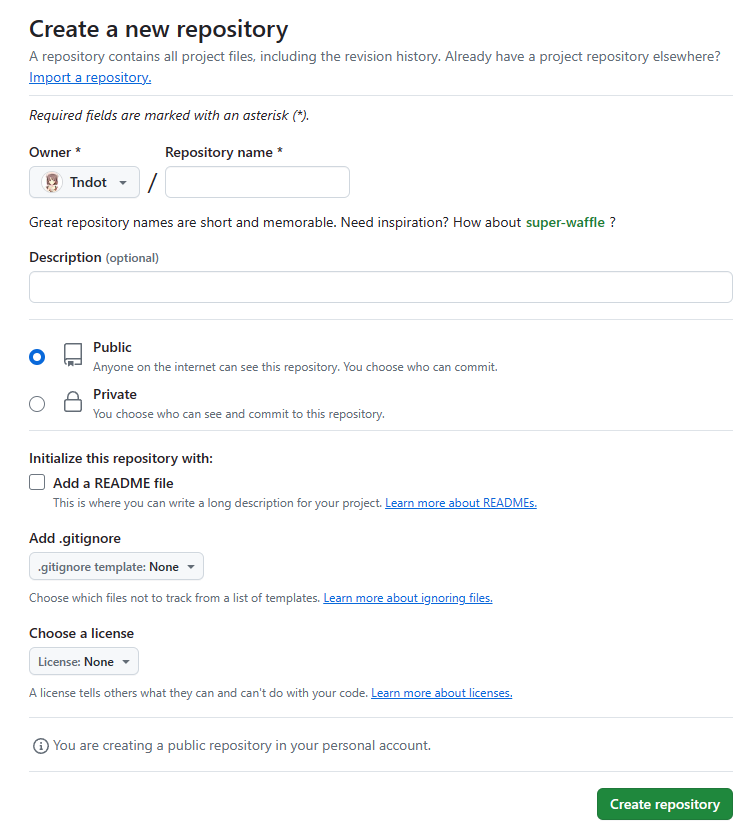 Create a new repository
A repository contains all project files, including the revision history. Already have a project repository elsewhere?
Import a repository.
Required fields are marked with an asterisk (*).
Owner * Repository name *
Tndot /
Great repository names are short and memorable. Need inspiration? How about super-waffle ?
Description (optional)
Public
Anyone on the internet can see this repository. You choose who can commit.
Private
You choose who can see and commit to this repository.
Initialize this repository with:
Add a README file
This is where you can write a long description for your project. Learn more about READMEs.
Add .gitignore
.gitignore template: None
Choose which files not to track from a list of templates. Learn more about ignoring files.
Choose a license
License: None
A license tells others what they can and can't do with your code. Learn more about licenses.
You are creating a public repository in your personal account.
Create repository